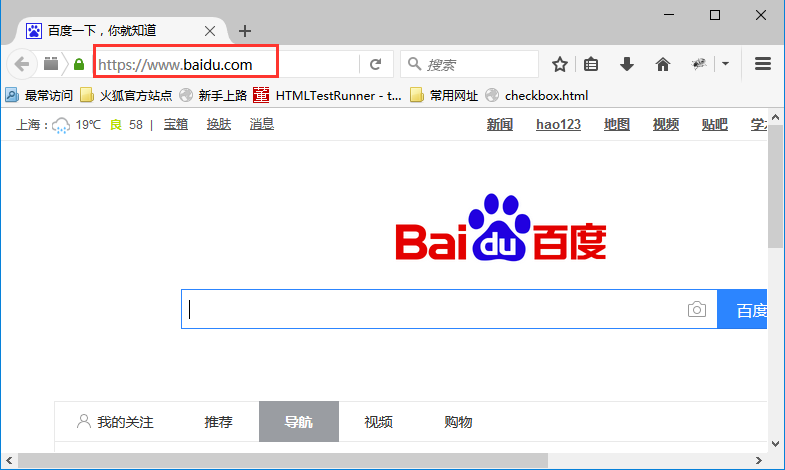 百度一下，你就知道
https://www.baidu.com
搜索
最常访问 火狐官方站点 新手上路 HTMLTestRunner - t... 常用网址 checkbox.html
上海： 19℃ 良 58 | 宝箱 换肤 消息 新闻 hao123 地图 视频 贴吧
Bai du 百度
百度
我的关注 推荐 导航 视频 购物